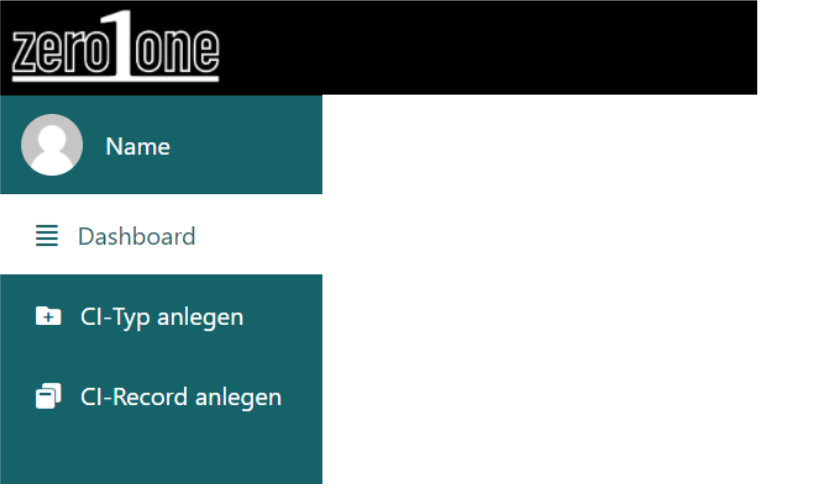 zero1one
Name
Dashboard
CI-Typ anlegen
CI-Record anlegen